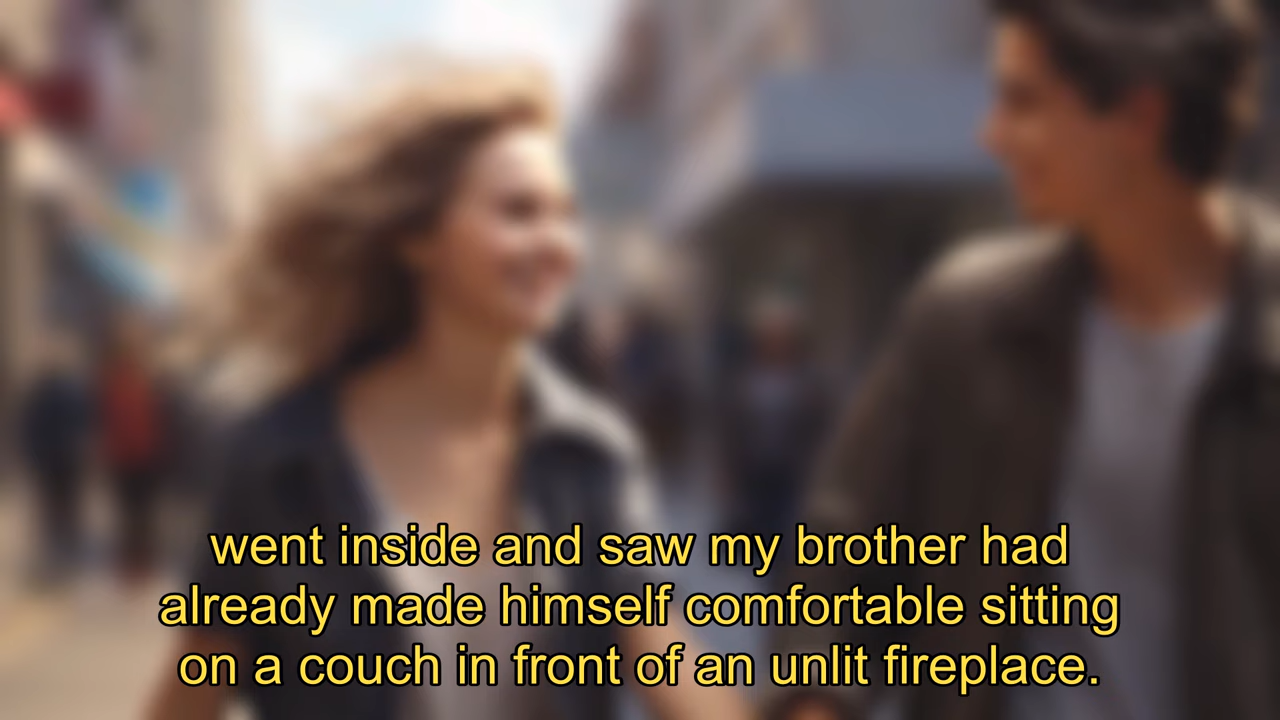 went inside and saw my brother had
already made himself comfortable sitting
on a couch in front of an unlit fireplace.